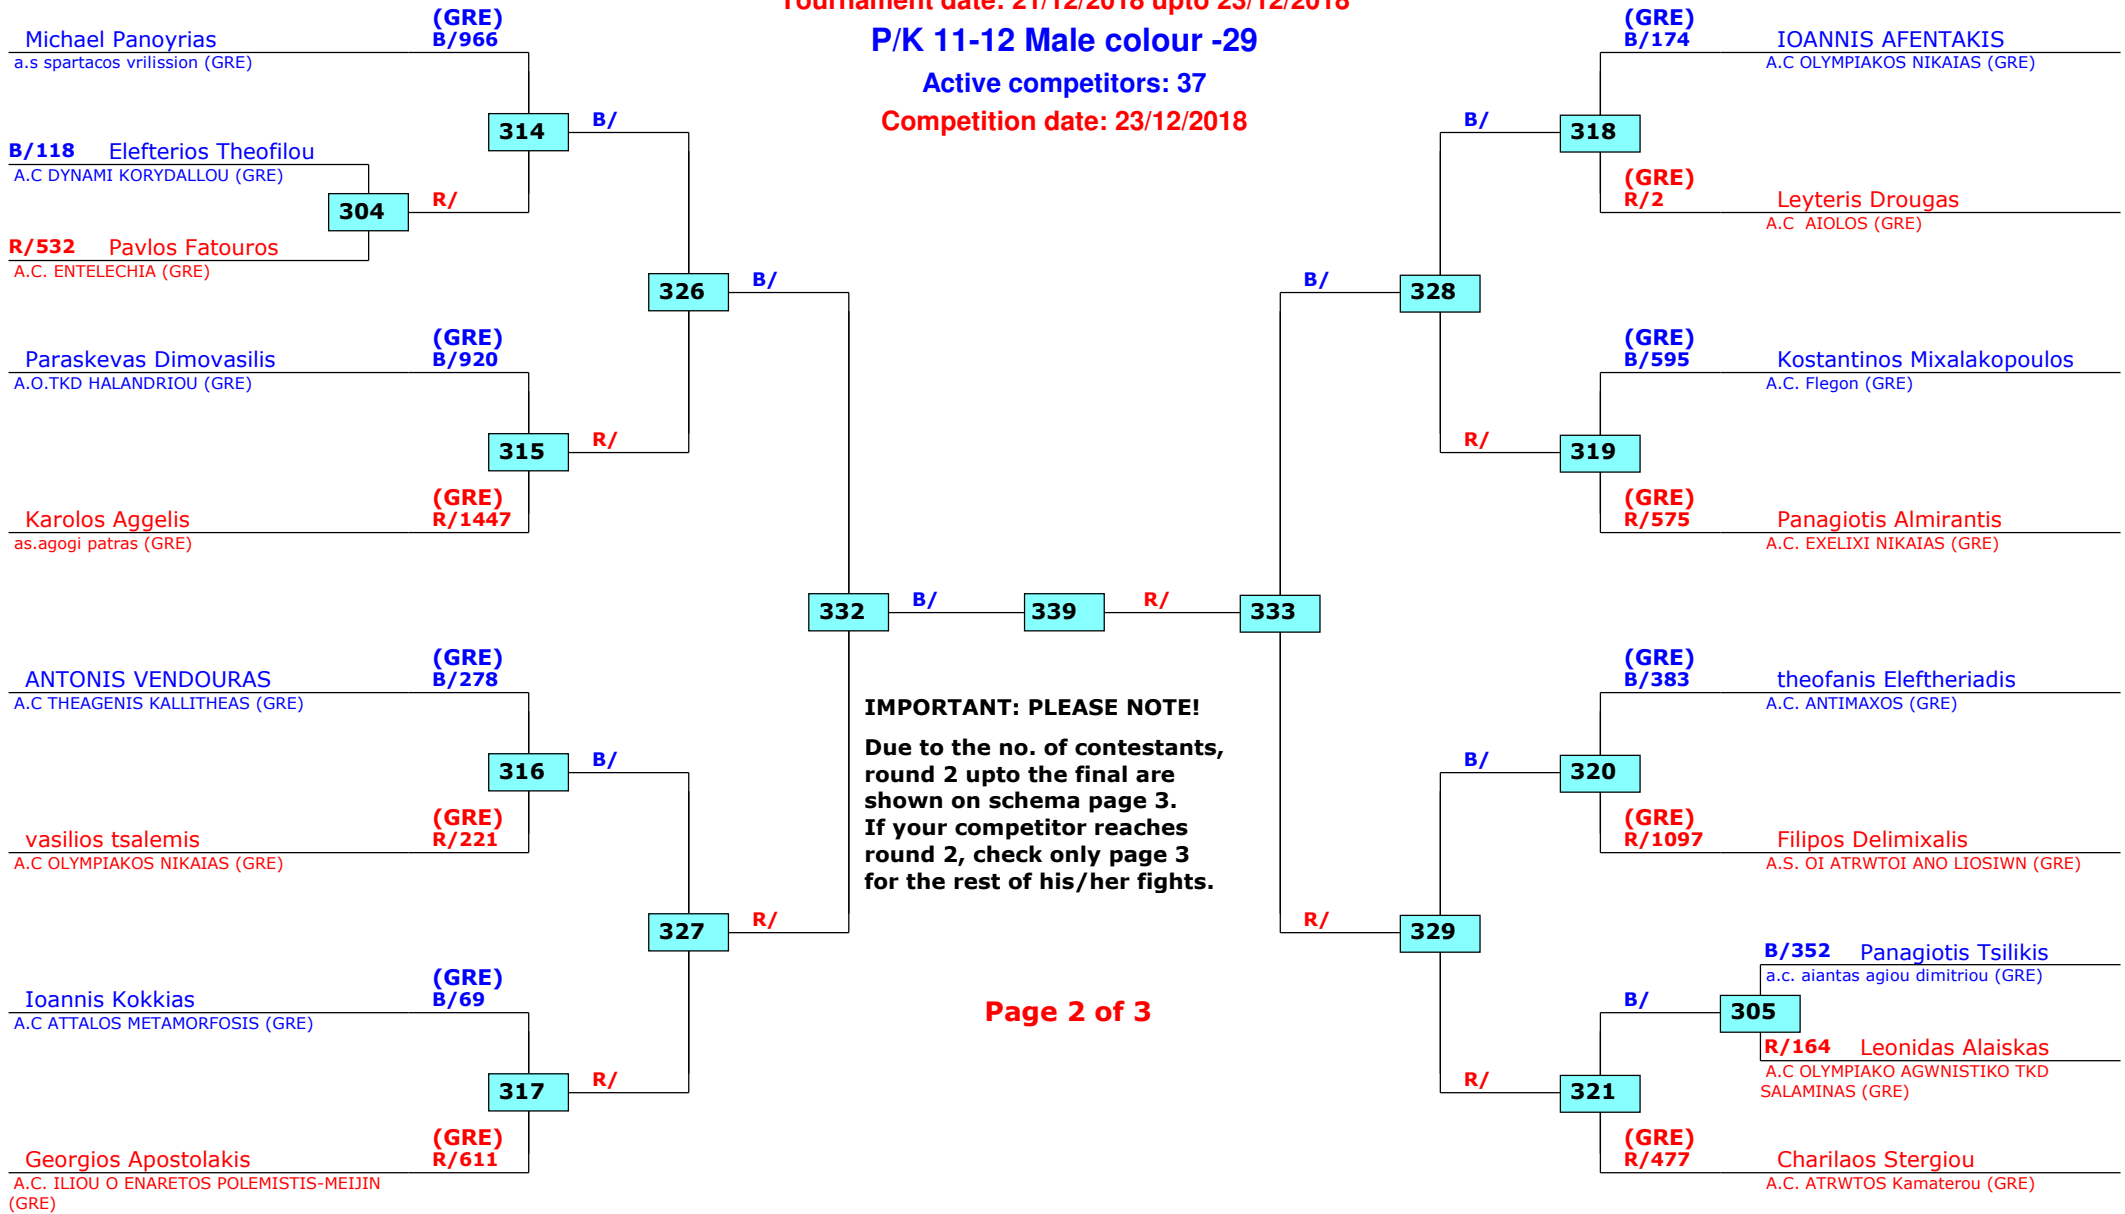 Tournament date: 21/12/2018 upto 23/12/2018
P/K 11-12 Male colour -29
Active competitors: 37
Competition date: 23/12/2018
(GRE)
Michael Panoyrias B/966
a.s spartacos vrilission (GRE)
314 B/
B/118 Elefterios Theofilou
A.C DYNAMI KORYDALLOU (GRE)
304 R/
R/532 Pavlos Fatouros
A.C. ENTELECHIA (GRE)
326 B/
(GRE)
Paraskevas Dimovasilis B/920
A.O.TKD HALANDRIOU (GRE)
315 R/
(GRE)
Karolos Aggelis R/1447
as.agogi patras (GRE)
332 B/ 339 R/ 333
(GRE)
ANTONIS VENDOURAS B/278
A.C THEAGENIS KALLITHEAS (GRE)
316 B/
(GRE)
vasilios tsalemis R/221
A.C OLYMPIAKOS NIKAIAS (GRE)
327 R/
(GRE)
Ioannis Kokkias B/69
A.C ATTALOS METAMORFOSIS (GRE)
317 R/
(GRE)
Georgios Apostolakis R/611
A.C. ILIOU O ENARETOS POLEMISTIS-MEIJIN
(GRE)
IMPORTANT: PLEASE NOTE!
Due to the no. of contestants,
round 2 upto the final are
shown on schema page 3.
If your competitor reaches
round 2, check only page 3
for the rest of his/her fights.
Page 2 of 3
(GRE)
B/174 IOANNIS AFENTAKIS
A.C OLYMPIAKOS NIKAIAS (GRE)
B/ 318
(GRE)
R/2 Leyteris Drougas
A.C AIOLOS (GRE)
B/ 328
(GRE)
B/595 Kostantinos Mixalakopoulos
A.C. Flegon (GRE)
R/ 319
(GRE)
R/575 Panagiotis Almirantis
A.C. EXELIXI NIKAIAS (GRE)
(GRE)
B/383 theofanis Eleftheriadis
A.C. ANTIMAXOS (GRE)
B/ 320
(GRE)
R/1097 Filipos Delimixalis
A.S. OI ATRWTOI ANO LIOSIWN (GRE)
R/ 329
B/352 Panagiotis Tsilikis
a.c. aiantas agiou dimitriou (GRE)
B/ 305
R/164 Leonidas Alaiskas
A.C OLYMPIAKO AGWNISTIKO TKD
SALAMINAS (GRE)
R/ 321
(GRE)
R/477 Charilaos Stergiou
A.C. ATRWTOS Kamaterou (GRE)